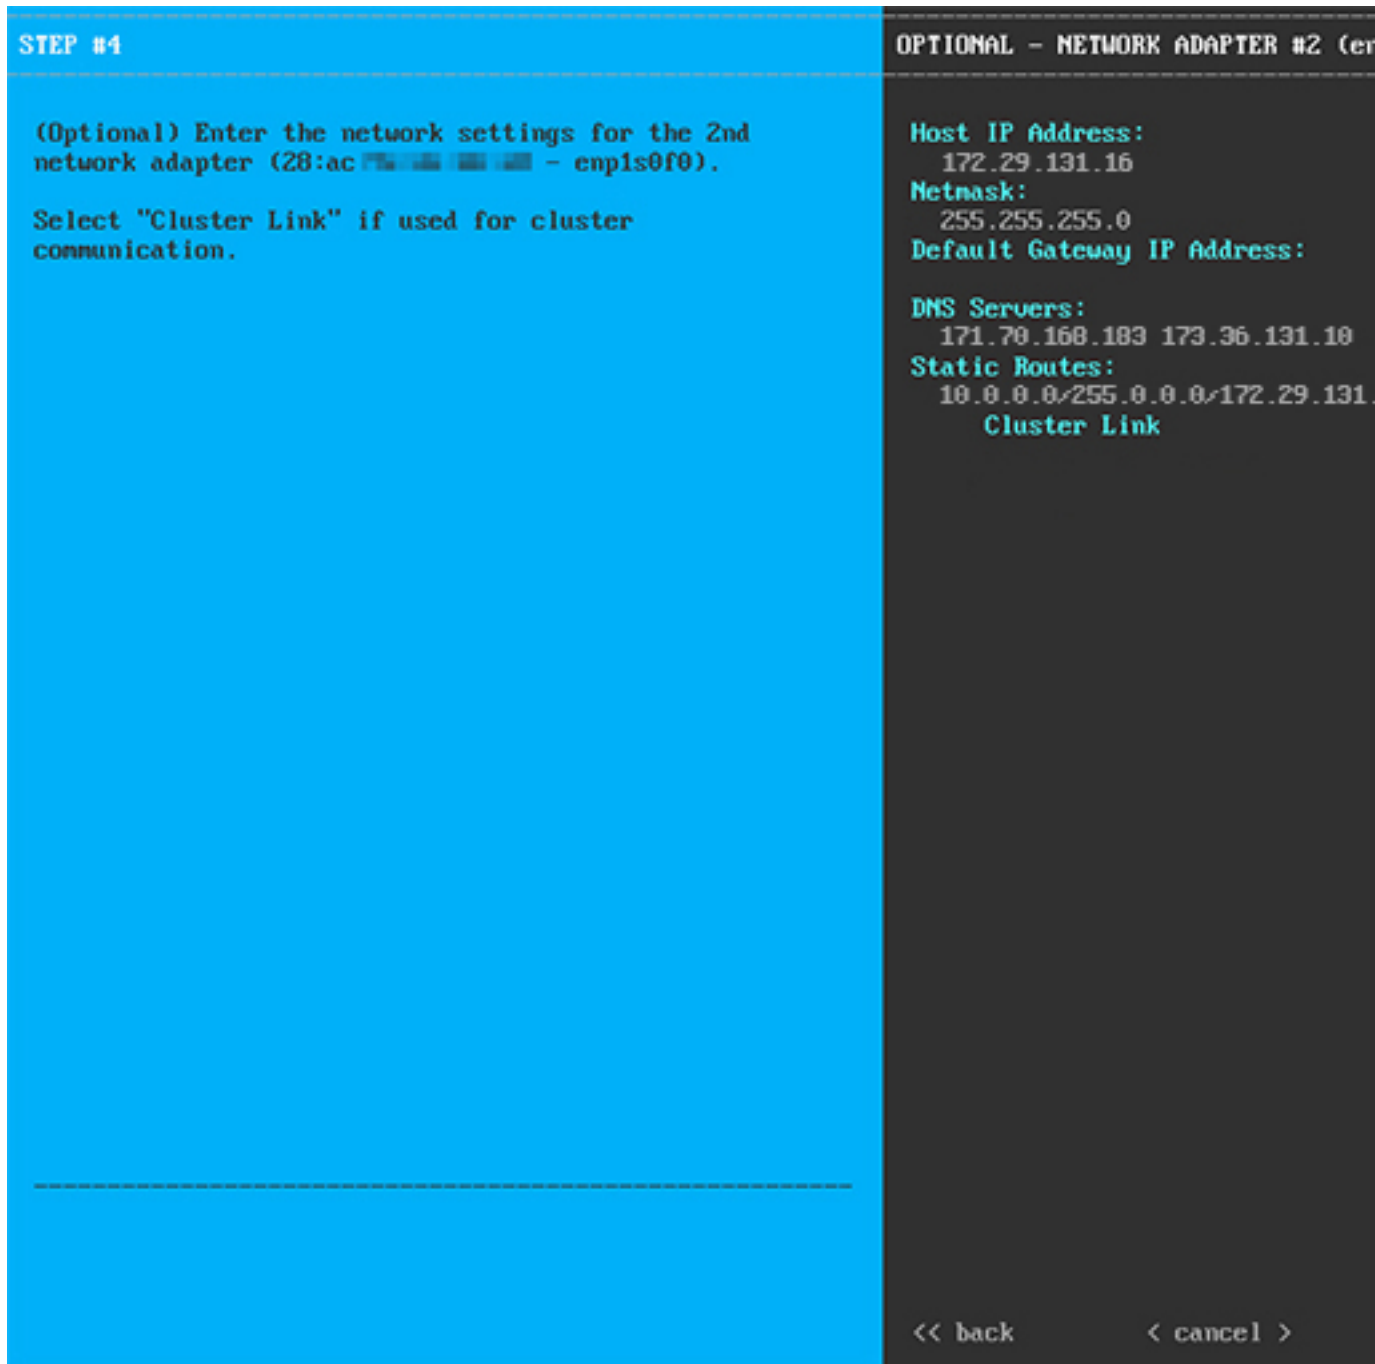 STEP #4
(Optional) Enter the network settings for the 2nd
network adapter (28:ac - enp1s0f0).
Select "Cluster Link" if used for cluster
communication.
OPTIONAL - NETWORK ADAPTER #2 (en
Host IP Address:
172.29.131.16
Netmask:
255.255.255.0
Default Gateway IP Address:
DNS Servers:
171.70.168.183 173.36.131.10
Static Routes:
10.0.0.0/255.0.0.0/172.29.131.
Cluster Link
<< back
< cancel >